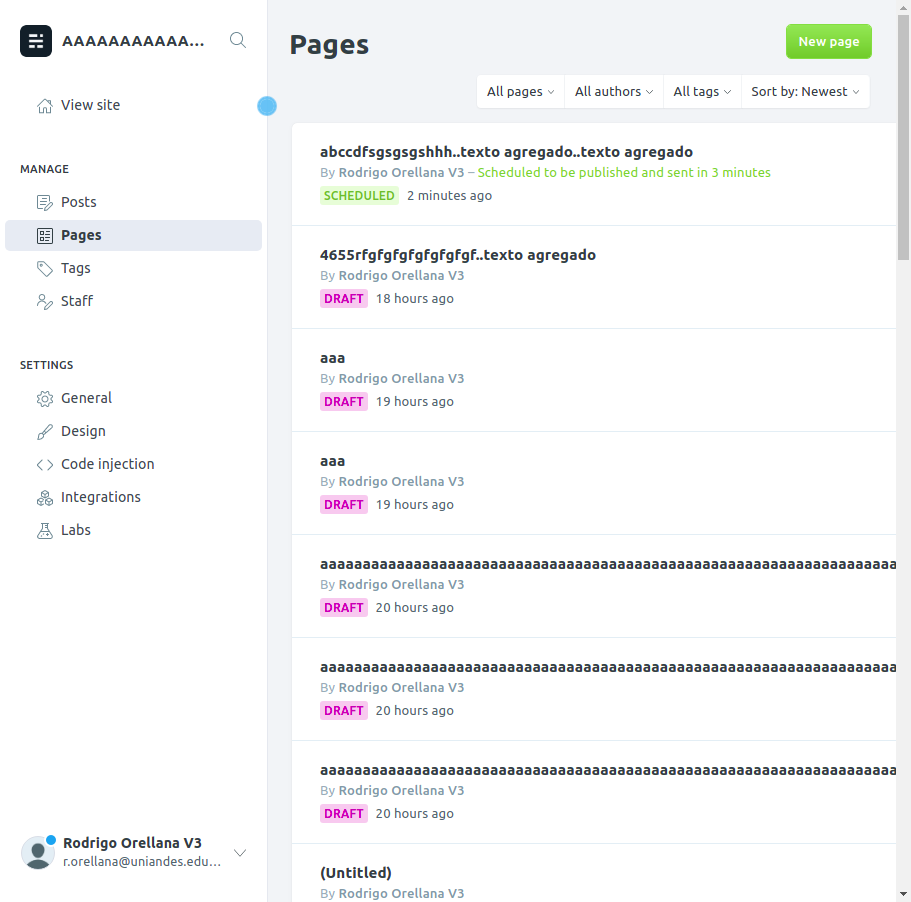 AAAAAAAAAAA...
View site
MANAGE
Posts
Pages
Tags
Staff
SETTINGS
General
Design
Code injection
Integrations
Labs
Rodrigo Orellana V3
r.orellana@uniandes.edu...
Pages
New page
All pages
All authors
All tags
Sort by: Newest
abccdfsgsgsgshhh..texto agregado..texto agregado
By Rodrigo Orellana V3 – Scheduled to be published and sent in 3 minutes
SCHEDULED 2 minutes ago
4655rfgfgfgfgfgfgfgf..texto agregado
By Rodrigo Orellana V3
DRAFT 18 hours ago
aaa
By Rodrigo Orellana V3
DRAFT 19 hours ago
aaa
By Rodrigo Orellana V3
DRAFT 19 hours ago
aaaaaaaaaaaaaaaaaaaaaaaaaaaaaaaaaaaaaaaaaaaaaaaaaaaaaaaaaaaaaaaaaaaa
By Rodrigo Orellana V3
DRAFT 20 hours ago
aaaaaaaaaaaaaaaaaaaaaaaaaaaaaaaaaaaaaaaaaaaaaaaaaaaaaaaaaaaaaaaaaaaa
By Rodrigo Orellana V3
DRAFT 20 hours ago
aaaaaaaaaaaaaaaaaaaaaaaaaaaaaaaaaaaaaaaaaaaaaaaaaaaaaaaaaaaaaaaaaaaa
By Rodrigo Orellana V3
DRAFT 20 hours ago
(Untitled)
By Rodrigo Orellana V3